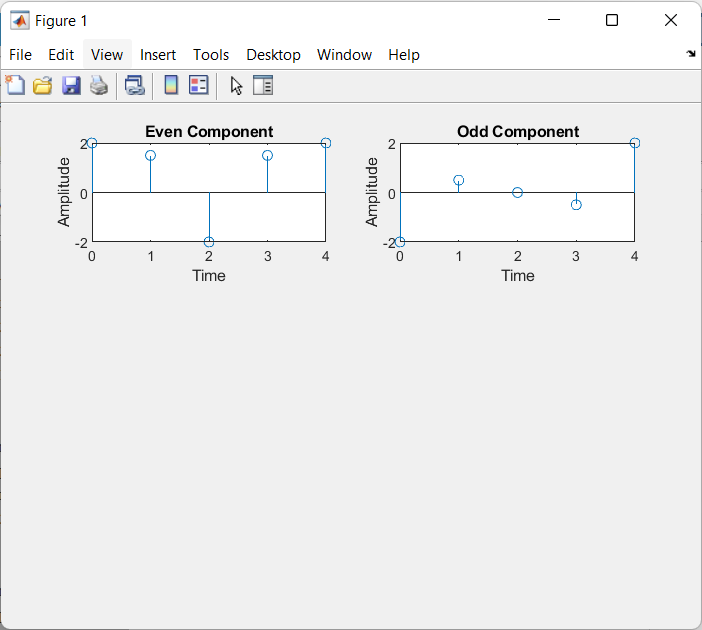 Figure 1
File Edit View Insert Tools Desktop Window Help
Even Component
Amplitude
2
0
-2
0 1 2 3 4
Time
Odd Component
Amplitude
2
0
-2
0 1 2 3 4
Time